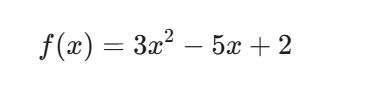 f(x) = 3x² − 5x + 2